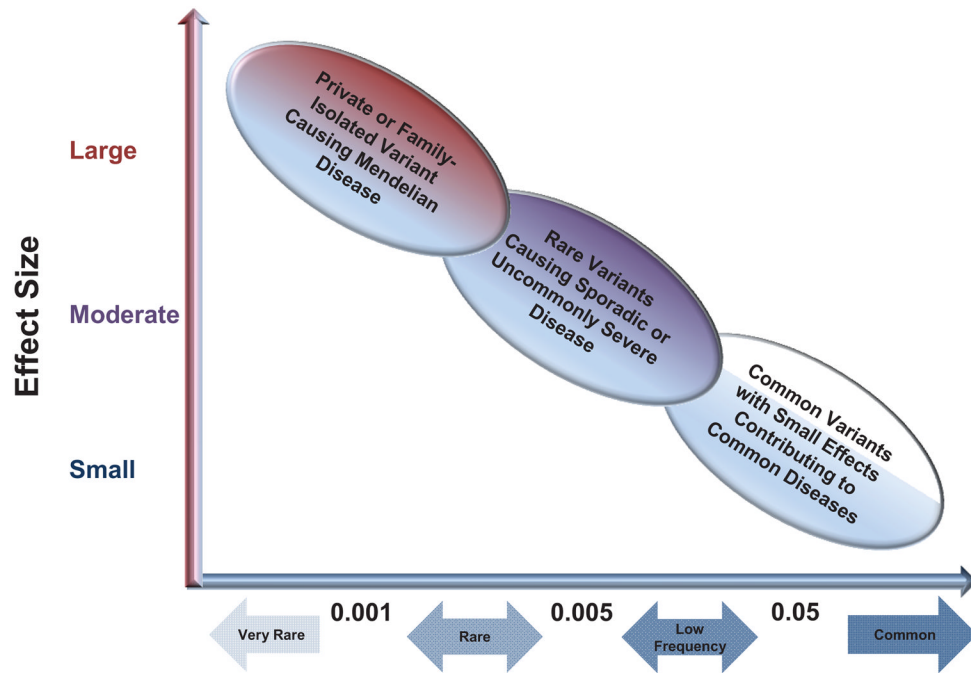 Effect Size
Large
Moderate
Small
Private or Family-
Isolated Variant
Causing Mendelian
Disease
Rare Variants
Causing Sporadic or
Uncommonly Severe
Disease
Common Variants
with Small Effects
Contributing to
Common Diseases
0.001
0.005
0.05
Very Rare
Rare
Low
Frequency
Common